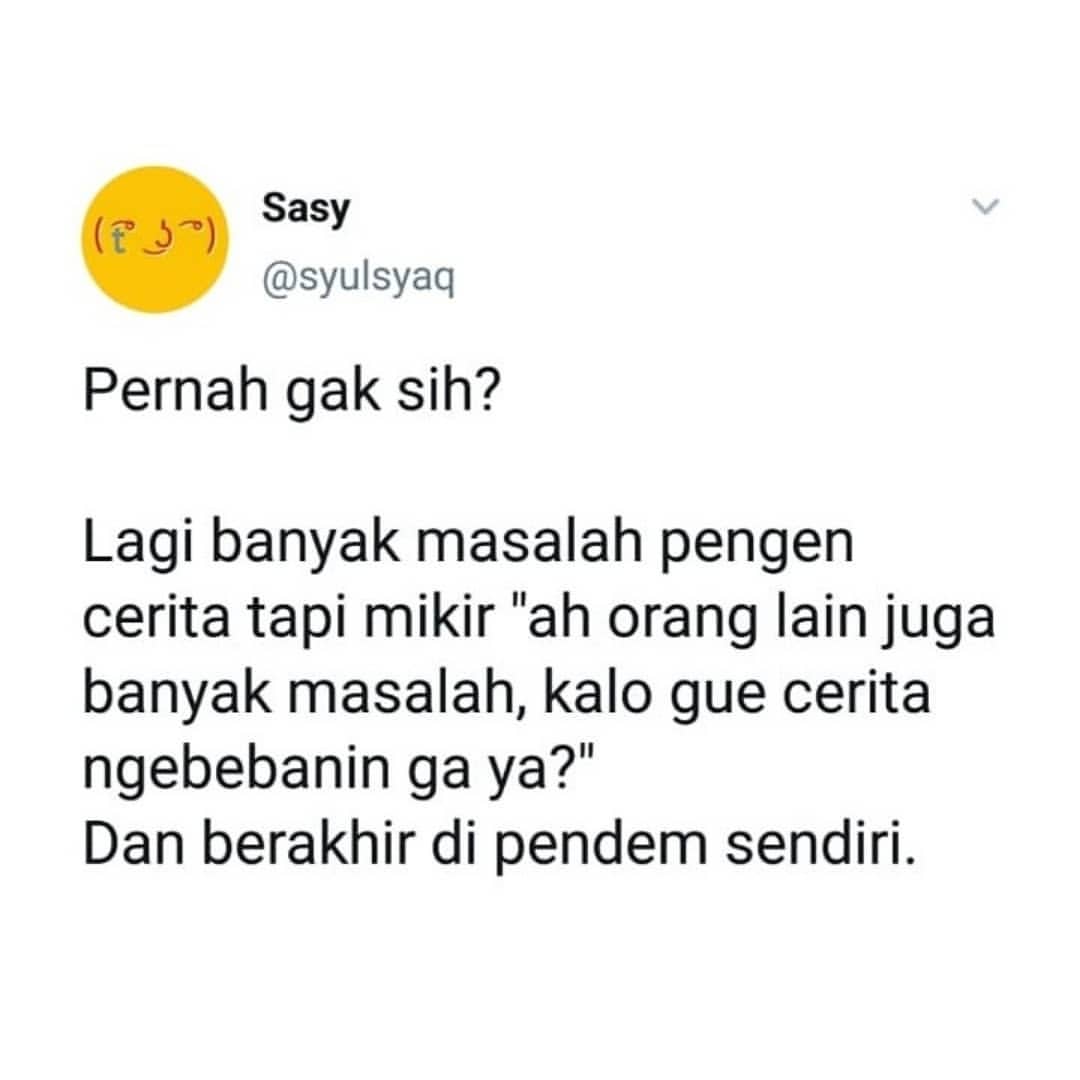 Sasy
@syulsyaq
Pernah gak sih?
Lagi banyak masalah pengen
cerita tapi mikir "ah orang lain juga
banyak masalah, kalo gue cerita
ngebebanin ga ya?"
Dan berakhir di pendem sendiri.